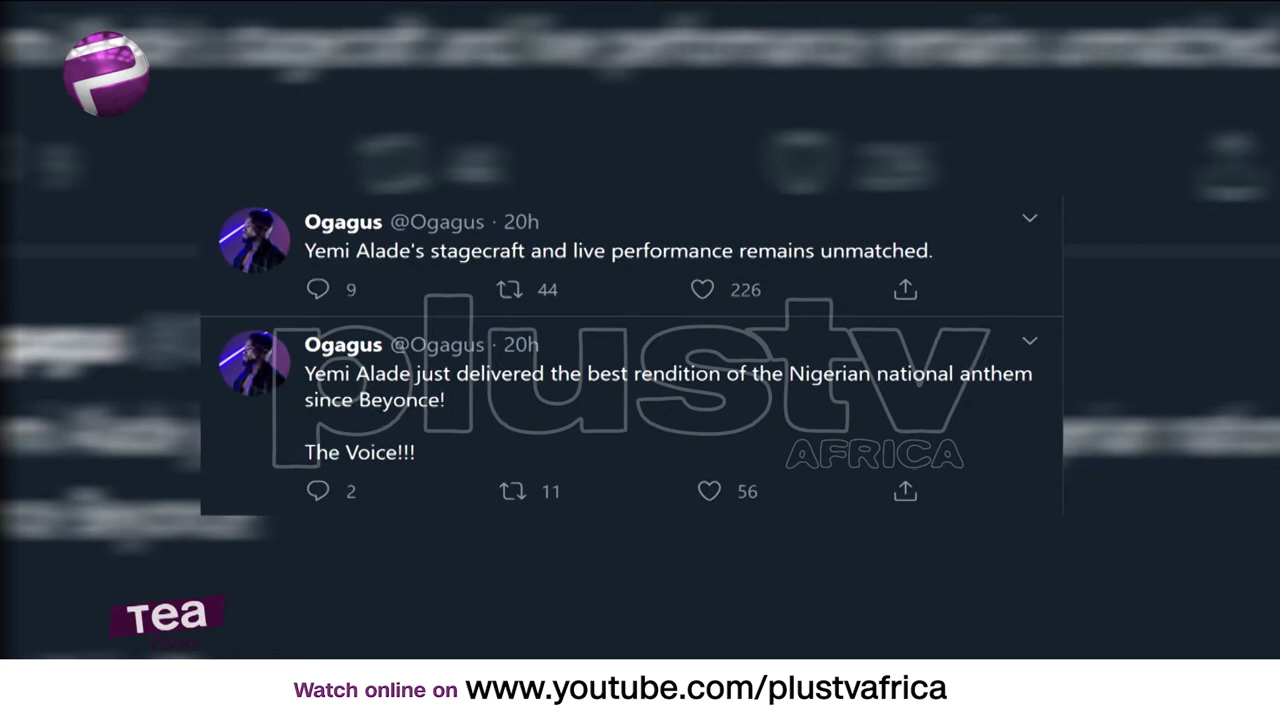 Ogagus @Ogagus · 20h
Yemi Alade's stagecraft and live performance remains unmatched.
9 44 226
Ogagus @Ogagus · 20h
Yemi Alade just delivered the best rendition of the Nigerian national anthem
since Beyonce!
The Voice!!!
2 11 56
plustv
AFRICA
Tea
Watch online on www.youtube.com/plustvafrica